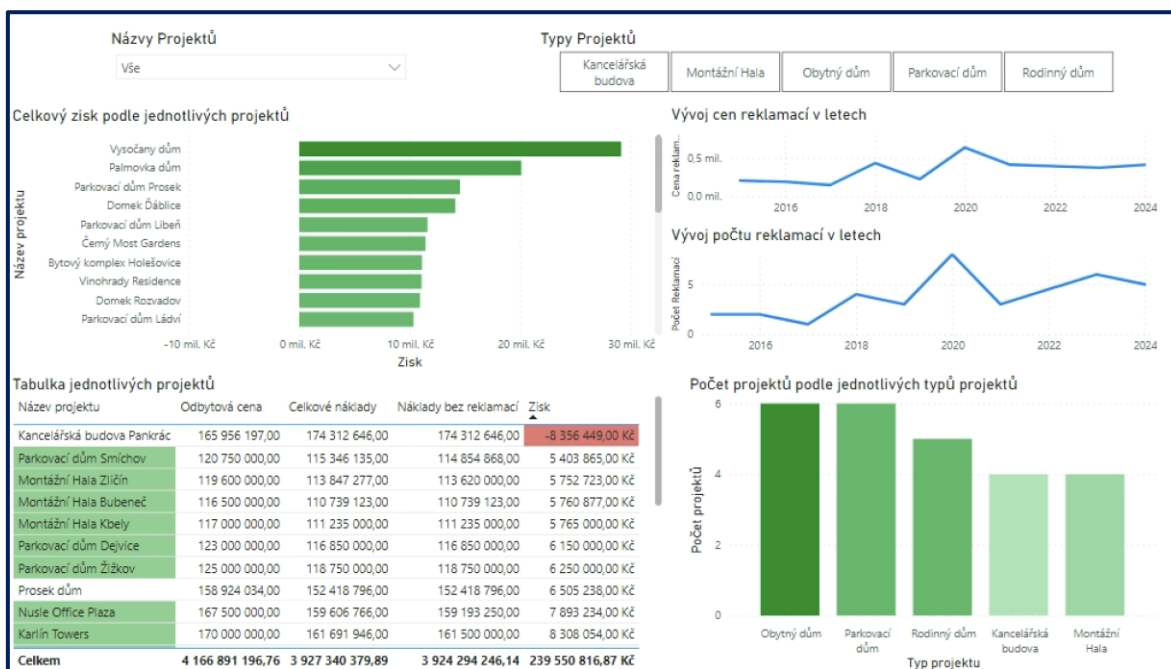 Názvy Projektů
Vše
Typy Projektů
Kancelářská budova
Montážní Hala
Obytný dům
Parkovací dům
Rodinný dům
Celkový zisk podle jednotlivých projektů
Název projektu
Vysočany dům
Palmovka dům
Parkovací dům Prosek
Domek Ďáblice
Parkovací dům Libeň
Černý Most Gardens
Bytový komplex Holešovice
Vinohrady Residence
Domek Rozvadov
Parkovací dům Ládví
-10 mil. Kč 0 mil. Kč 10 mil. Kč 20 mil. Kč 30 mil. Kč
Zisk
Vývoj cen reklamací v letech
Cena reklam...
0,5 mil.
0,0 mil.
2016 2018 2020 2022 2024
Vývoj počtu reklamací v letech
Počet Reklamací
5
0
2016 2018 2020 2022 2024
Tabulka jednotlivých projektů
Název projektu Odbytová cena Celkové náklady Náklady bez reklamací Zisk
Kancelářská budova Pankrác 165 956 197,00 174 312 646,00 174 312 646,00 -8 356 449,00 Kč
Parkovací dům Smíchov 120 750 000,00 115 346 135,00 114 854 868,00 5 403 865,00 Kč
Montážní Hala Zličín 119 600 000,00 113 847 277,00 113 620 000,00 5 752 723,00 Kč
Montážní Hala Bubeneč 116 500 000,00 110 739 123,00 110 739 123,00 5 760 877,00 Kč
Montážní Hala Kbely 117 000 000,00 111 235 000,00 111 235 000,00 5 765 000,00 Kč
Parkovací dům Dejvice 123 000 000,00 116 850 000,00 116 850 000,00 6 150 000,00 Kč
Parkovací dům Žižkov 125 000 000,00 118 750 000,00 118 750 000,00 6 250 000,00 Kč
Prosek dům 158 924 034,00 152 418 796,00 152 418 796,00 6 505 238,00 Kč
Nusle Office Plaza 167 500 000,00 159 606 766,00 159 193 250,00 7 893 234,00 Kč
Karlín Towers 170 000 000,00 161 691 946,00 161 500 000,00 8 308 054,00 Kč
Celkem 4 166 891 196,76 3 927 340 379,89 3 924 294 246,14 239 550 816,87 Kč
Počet projektů podle jednotlivých typů projektů
Počet projektů
6
4
2
0
Obytný dům
Parkovací dům
Rodinný dům
Kancelářská budova
Montážní Hala
Typ projektu